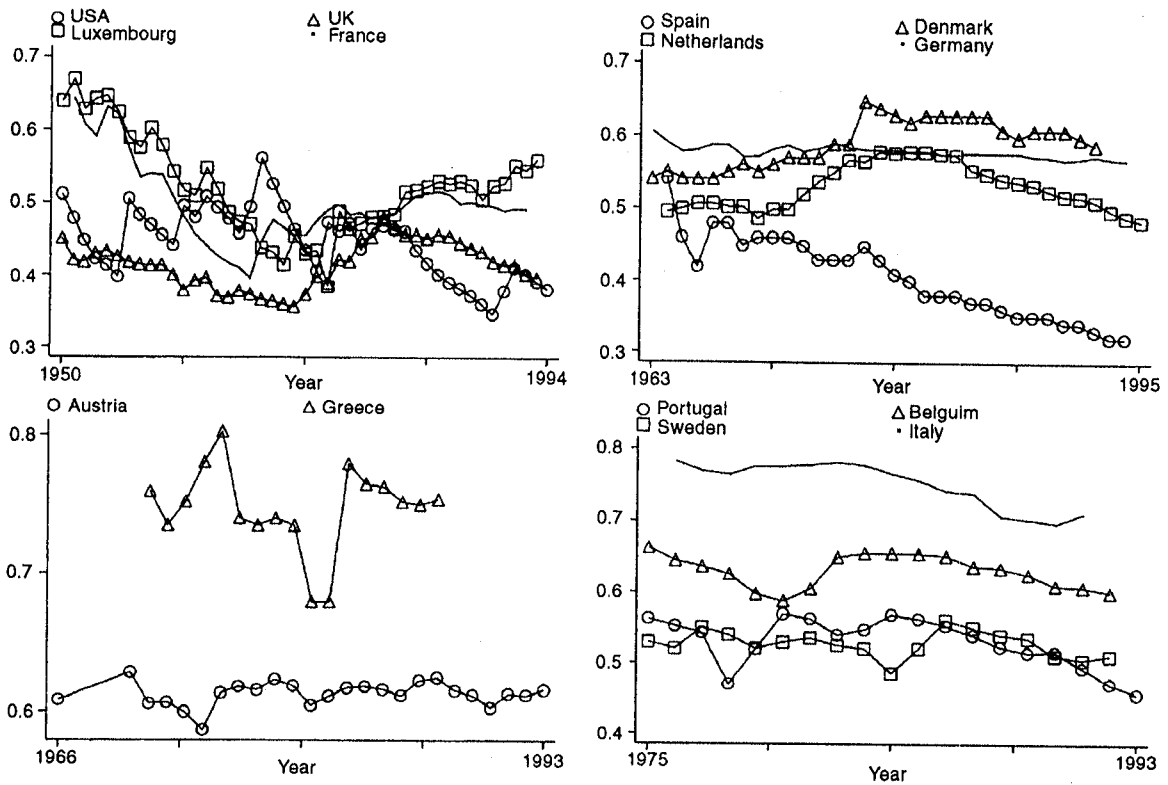 USA UK
Luxembourg France
0.7
0.6
0.5
0.4
0.3
1950 Year 1994
Spain Denmark
Netherlands Germany
0.7
0.6
0.5
0.4
0.3
1963 Year 1995
Austria Greece
0.8
0.7
0.6
1966 Year 1993
Portugal Belguim
Sweden Italy
0.8
0.7
0.6
0.5
0.4
1975 Year 1993